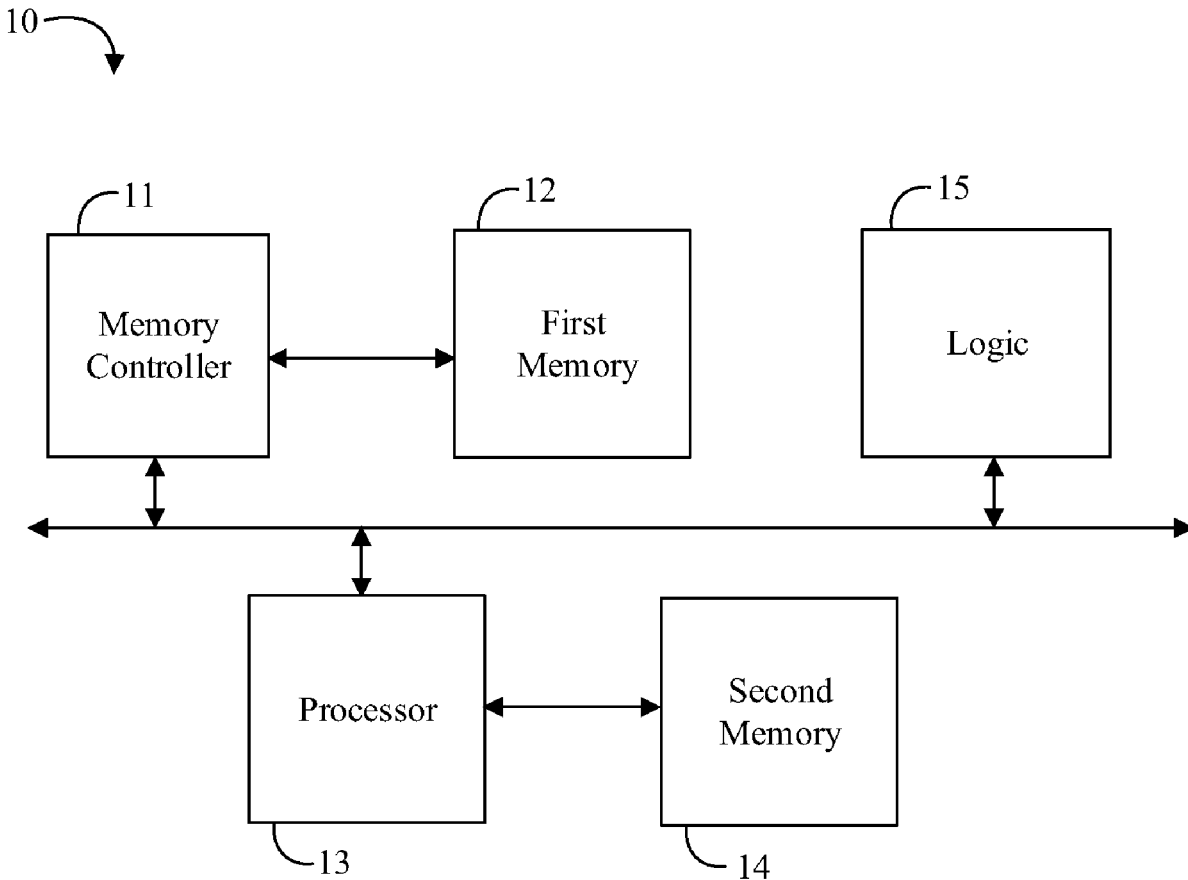 10
11
12
15
Memory
Controller
First
Memory
Logic
Processor
Second
Memory
13
14